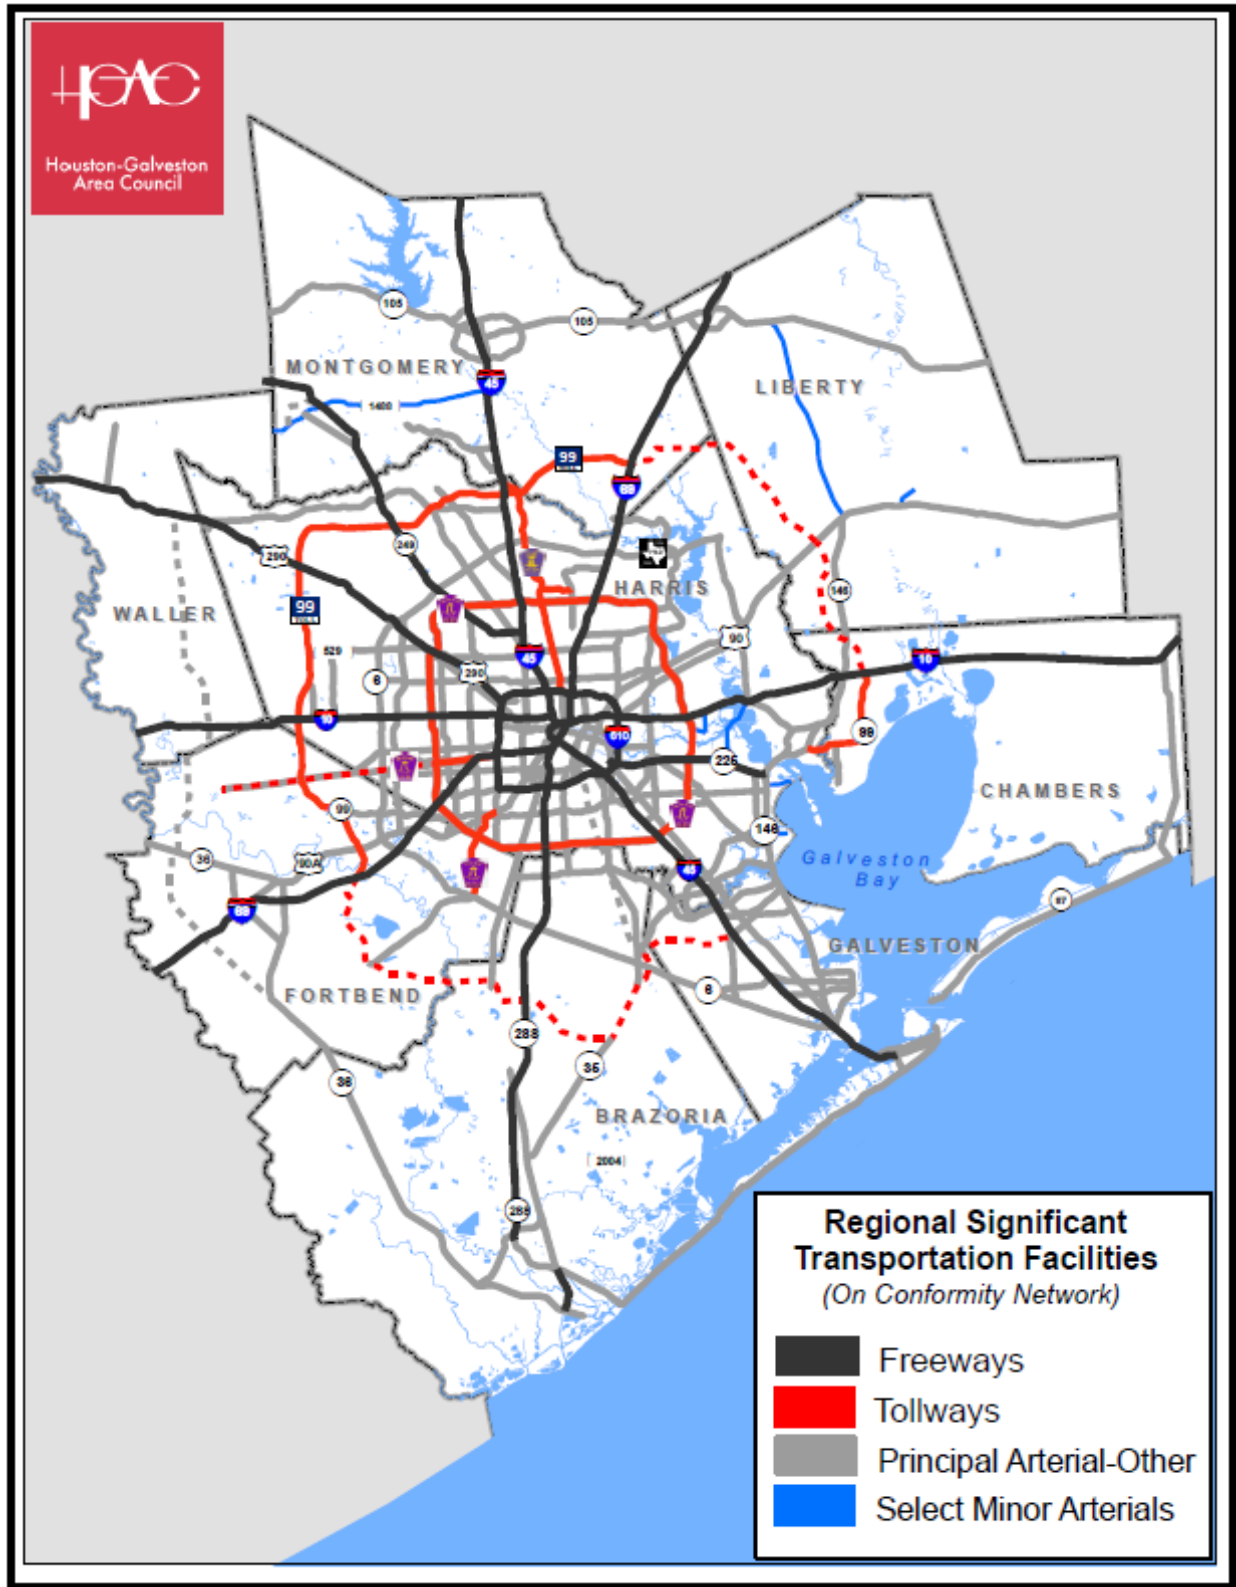 HGAC
Houston-Galveston
Area Council
105
105
MONTGOMERY
45
LIBERTY
1488
99
69
249
290
HARRIS
146
99
WALLER
90
529
45
10
290
6
10
610
99
225
CHAMBERS
99
146
36
90A
Galveston
Bay
45
87
69
GALVESTON
6
FORTBEND
288
35
36
BRAZORIA
2004
288
Regional Significant
Transportation Facilities
(On Conformity Network)
Freeways
Tollways
Principal Arterial-Other
Select Minor Arterials